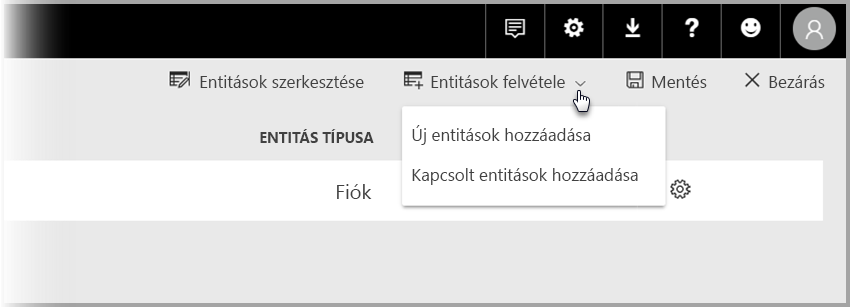 Entitások szerkesztése
Entitások felvétele
Mentés
Bezárás
ENTITÁS TÍPUSA
Új entitások hozzáadása
Kapcsolt entitások hozzáadása
Fiók